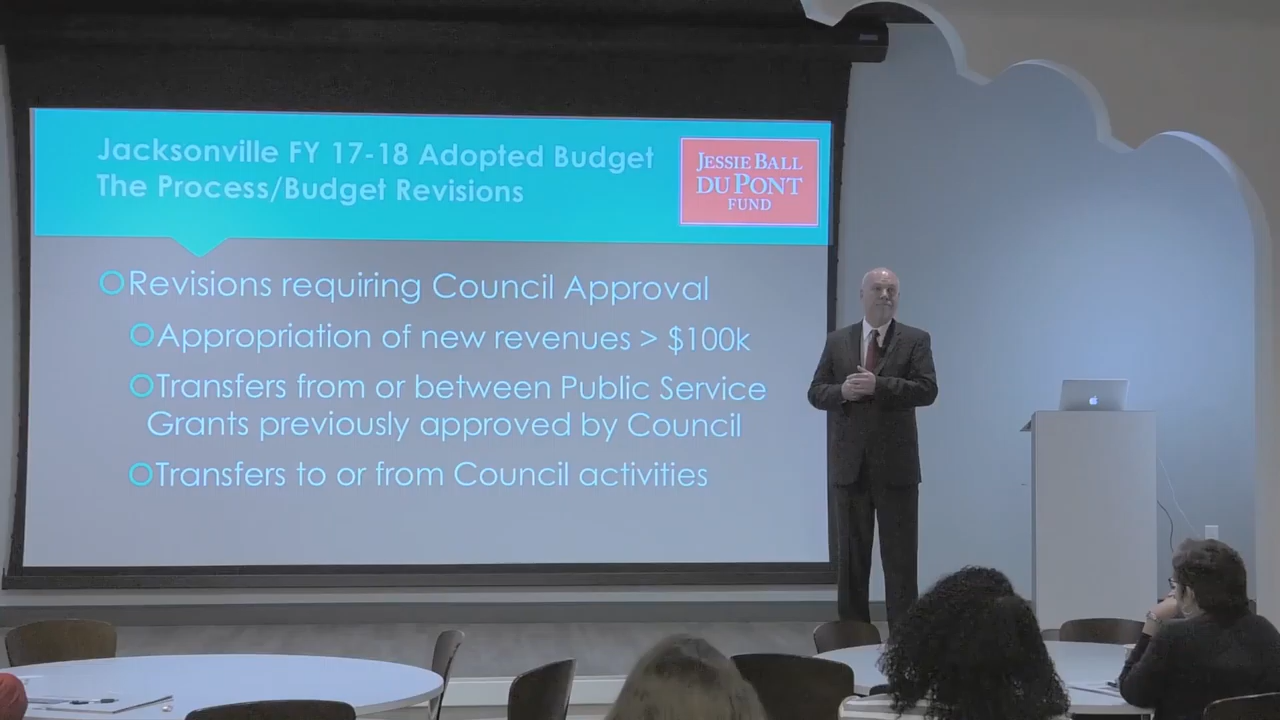 Jacksonville FY 17-18 Adopted Budget
The Process/Budget Revisions
JESSIE BALL
DU PONT
FUND
Revisions requiring Council Approval
Appropriation of new revenues > $100k
Transfers from or between Public Service
Grants previously approved by Council
Transfers to or from Council activities